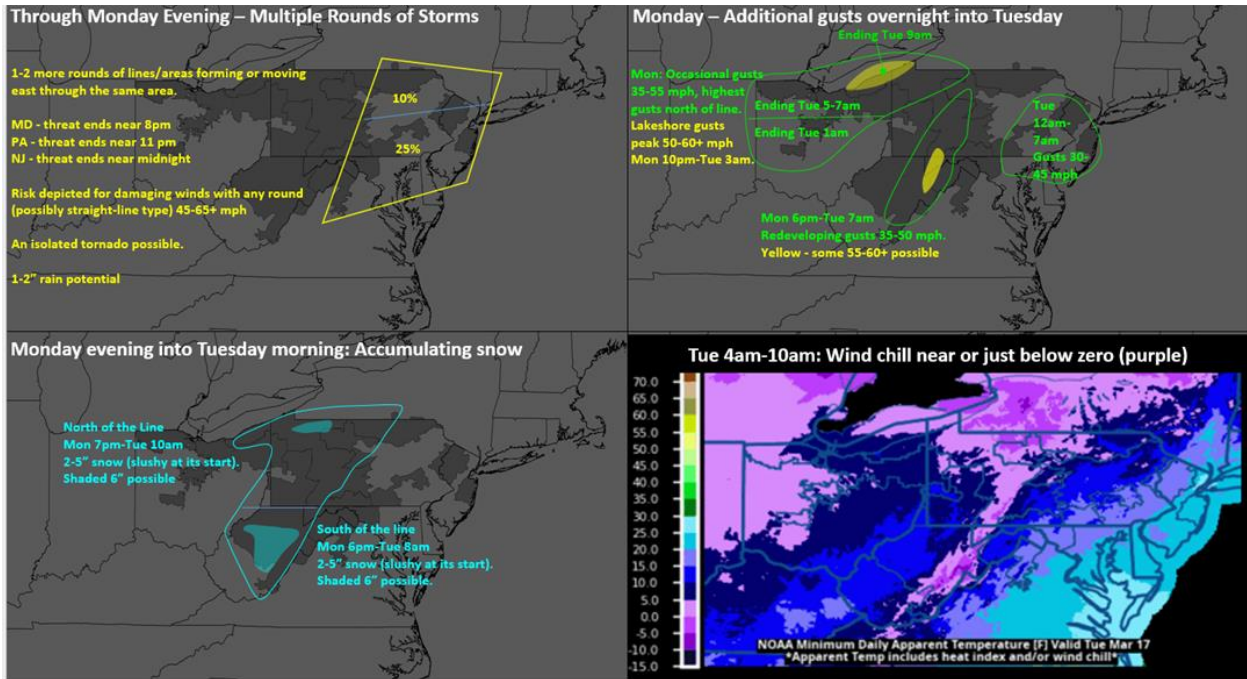 Through Monday Evening – Multiple Rounds of Storms
1-2 more rounds of lines/areas forming or moving
east through the same area.
MD - threat ends near 8pm
PA - threat ends near 11 pm
NJ - threat ends near midnight
Risk depicted for damaging winds with any round
(possibly straight-line type) 45-65+ mph
An isolated tornado possible.
1-2” rain potential
10%
25%
Monday – Additional gusts overnight into Tuesday
Ending Tue 9am
Mon: Occasional gusts
35-55 mph, highest
gusts north of line.
Lakeshore gusts
peak 50-60+ mph
Mon 10pm-Tue 3am.
Ending Tue 5-7am
Ending Tue 1am
Tue
12am-
7am
Gusts 30-
45 mph
Mon 6pm-Tue 7am
Redeveloping gusts 35-50 mph.
Yellow - some 55-60+ possible
Monday evening into Tuesday morning: Accumulating snow
North of the Line
Mon 7pm-Tue 10am
2-5” snow (slushy at its start).
Shaded 6” possible
South of the line
Mon 6pm-Tue 8am
2-5” snow (slushy at its start).
Shaded 6” possible.
Tue 4am-10am: Wind chill near or just below zero (purple)
70.0
65.0
60.0
55.0
50.0
45.0
40.0
35.0
30.0
25.0
20.0
15.0
10.0
5.0
0.0
-5.0
-10.0
-15.0
NOAA Minimum Daily Apparent Temperature [F] Valid Tue Mar 17
*Apparent Temp includes heat index and/or wind chill*